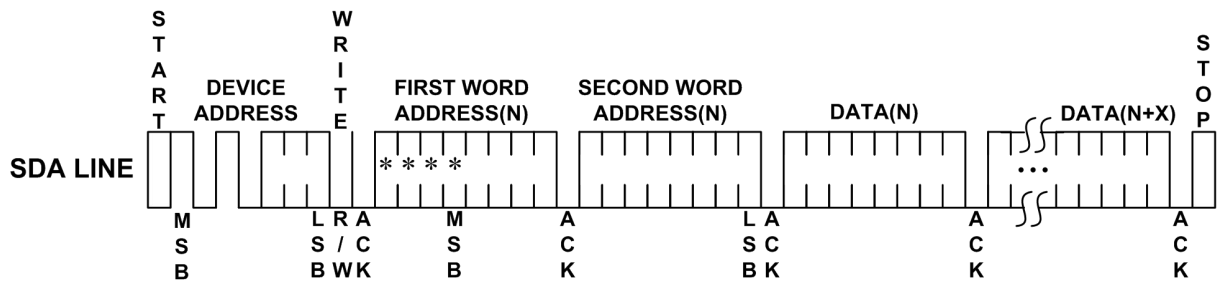 START
WRITE
STOP
DEVICE
ADDRESS
FIRST WORD
ADDRESS(N)
SECOND WORD
ADDRESS(N)
DATA(N)
DATA(N+X)
SDA LINE
* * * *
...
MSB
LSB
R/W
ACK
MSB
ACK
LSB
ACK
ACK
ACK